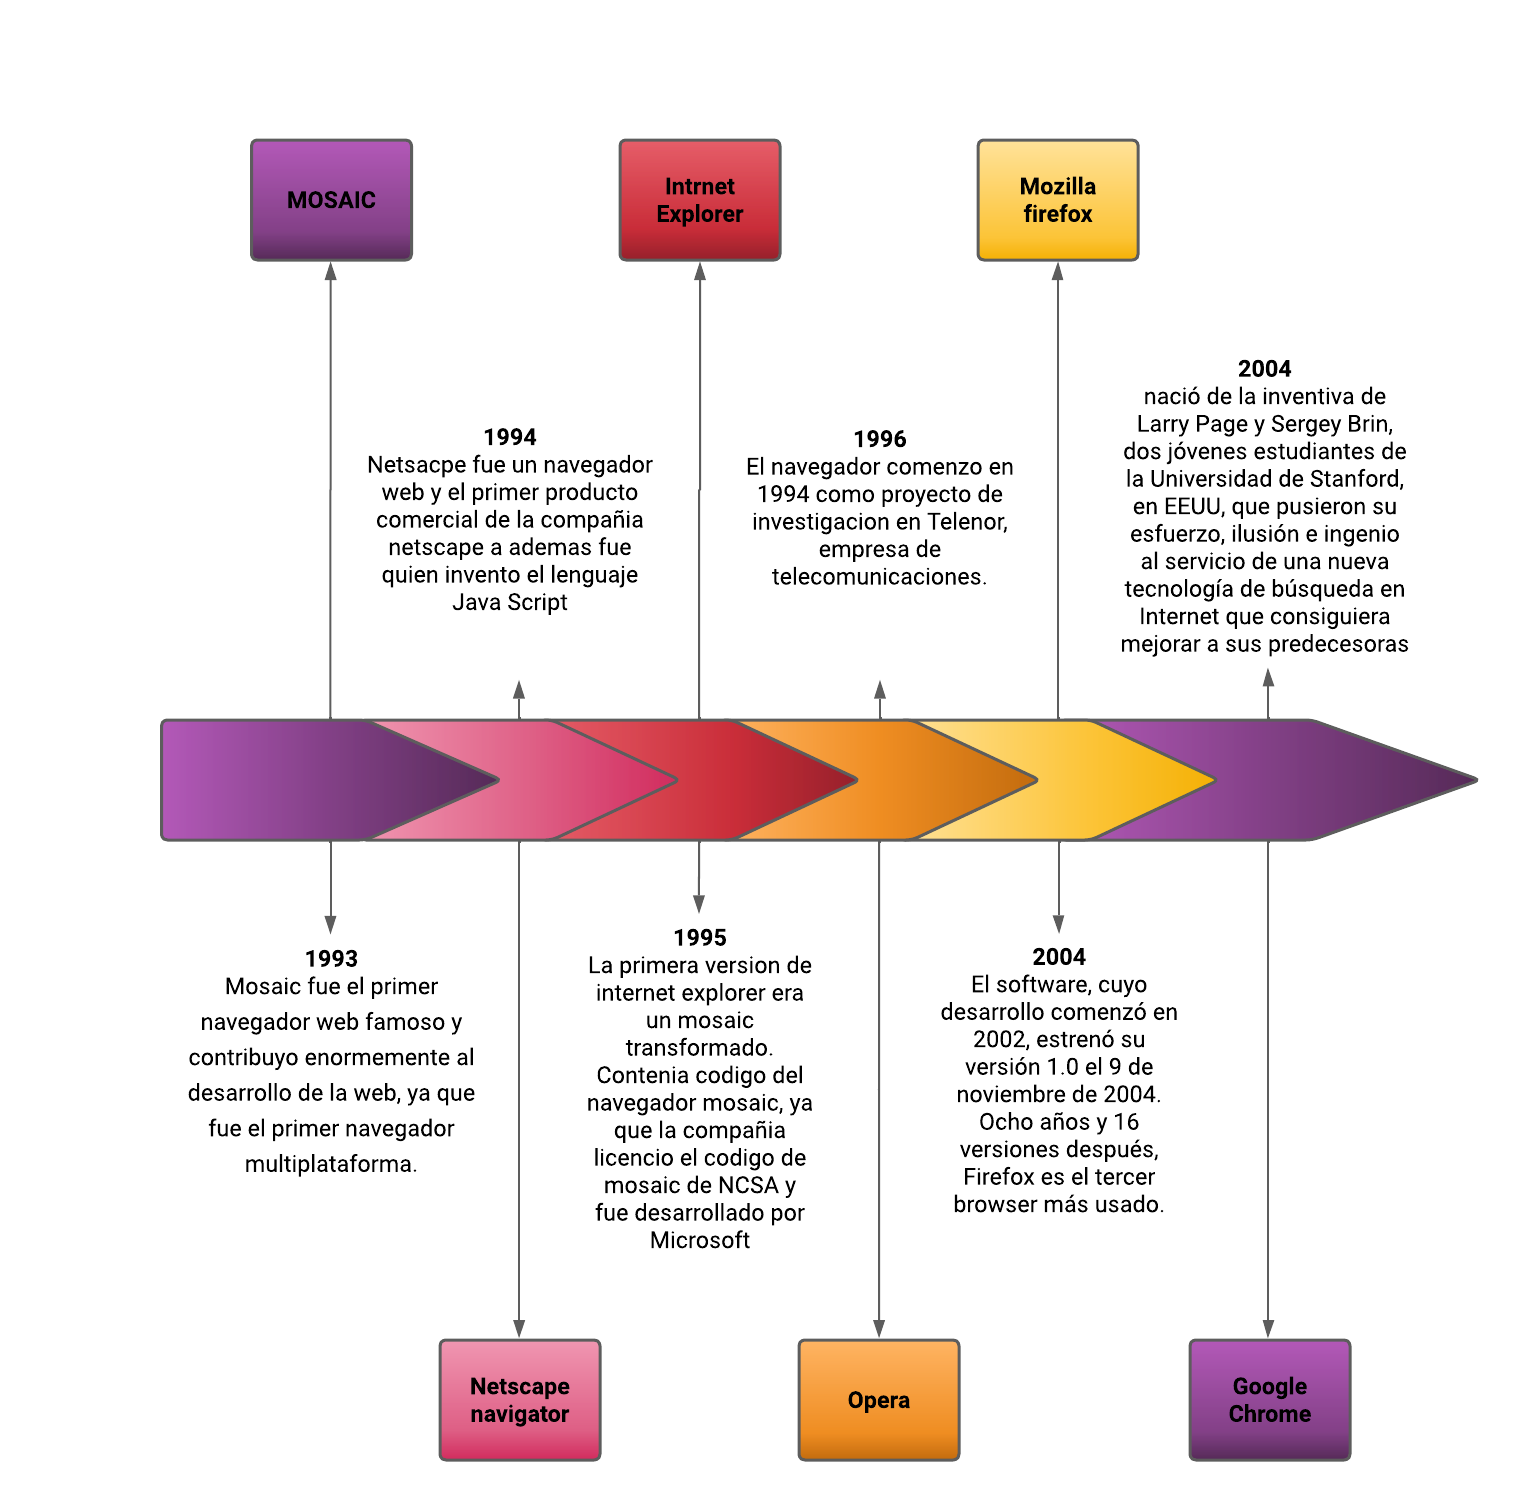 MOSAIC
Intrnet
Explorer
Mozilla
firefox
1994
Netsacpe fue un navegador
web y el primer producto
comercial de la compañia
netscape a ademas fue
quien invento el lenguaje
Java Script
1996
El navegador comenzo en
1994 como proyecto de
investigacion en Telenor,
empresa de
telecomunicaciones.
2004
nació de la inventiva de
Larry Page y Sergey Brin,
dos jóvenes estudiantes de
la Universidad de Stanford,
en EEUU, que pusieron su
esfuerzo, ilusión e ingenio
al servicio de una nueva
tecnología de búsqueda en
Internet que consiguiera
mejorar a sus predecesoras
1993
Mosaic fue el primer
navegador web famoso y
contribuyo enormemente al
desarrollo de la web, ya que
fue el primer navegador
multiplataforma.
1995
La primera version de
internet explorer era
un mosaic
transformado.
Contenia codigo del
navegador mosaic, ya
que la compañia
licencio el codigo de
mosaic de NCSA y
fue desarrollado por
Microsoft
2004
El software, cuyo
desarrollo comenzó en
2002, estrenó su
versión 1.0 el 9 de
noviembre de 2004.
Ocho años y 16
versiones después,
Firefox es el tercer
browser más usado.
Netscape
navigator
Opera
Google
Chrome